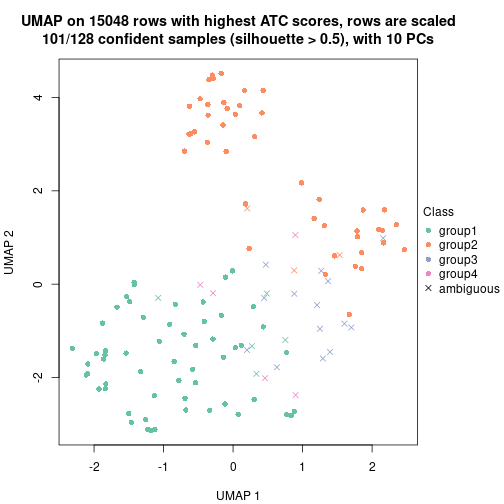 UMAP on 15048 rows with highest ATC scores, rows are scaled
101/128 confident samples (silhouette > 0.5), with 10 PCs
4
2
0
-2
UMAP 2
-2
-1
0
1
2
UMAP 1
Class
group1
group2
group3
group4
ambiguous